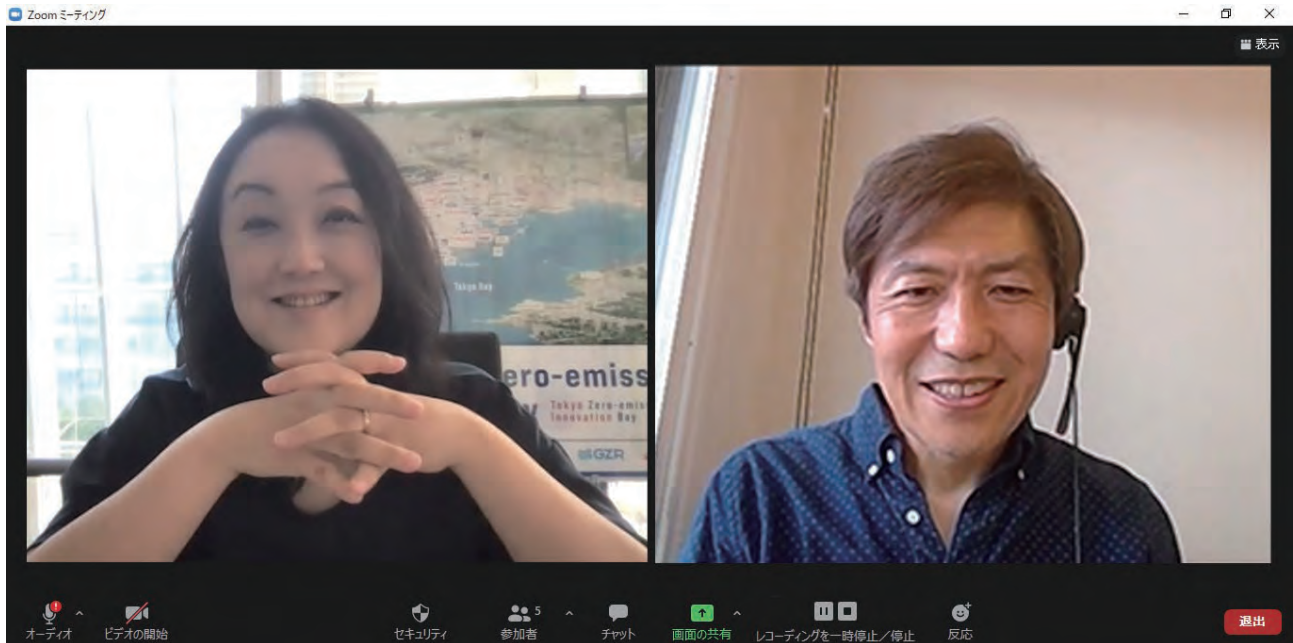 Zoom ミーティング
表示
Tokyo Bay
ero-emiss
Tokyo Zero-emis
Innovation Bay
GZR
オーディオ
ビデオの開始
セキュリティ
5
参加者
チャット
画面の共有
レコーディングを一時停止／停止
反応
退出